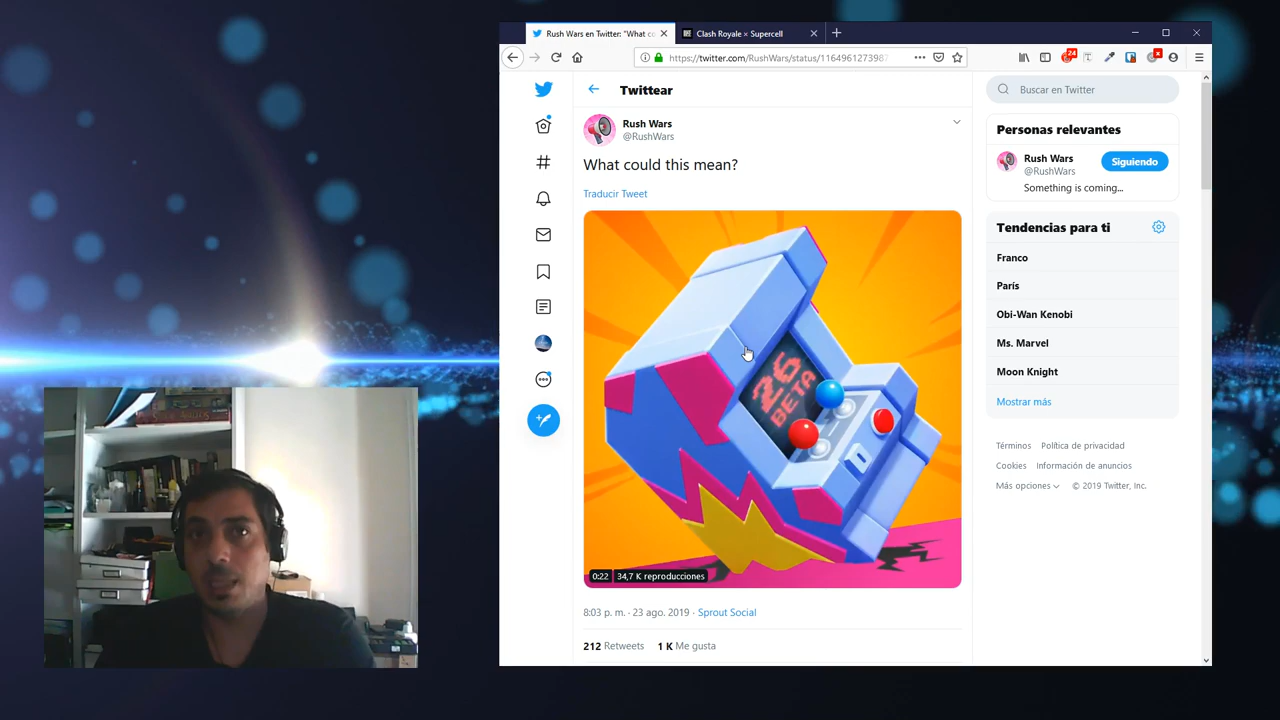 Rush Wars en Twitter: "What co
Clash Royale × Supercell
https://twitter.com/RushWars/status/1164961273987
24
Twittear
Buscar en Twitter
Rush Wars
@RushWars
What could this mean?
Traducir Tweet
26
BETA
0:22
34,7 K reproducciones
8:03 p. m. · 23 ago. 2019 · Sprout Social
212 Retweets 1 K Me gusta
Personas relevantes
Rush Wars
@RushWars
Siguiendo
Something is coming...
Tendencias para ti
Franco
París
Obi-Wan Kenobi
Ms. Marvel
Moon Knight
Mostrar más
Términos Política de privacidad
Cookies Información de anuncios
Más opciones © 2019 Twitter, Inc.